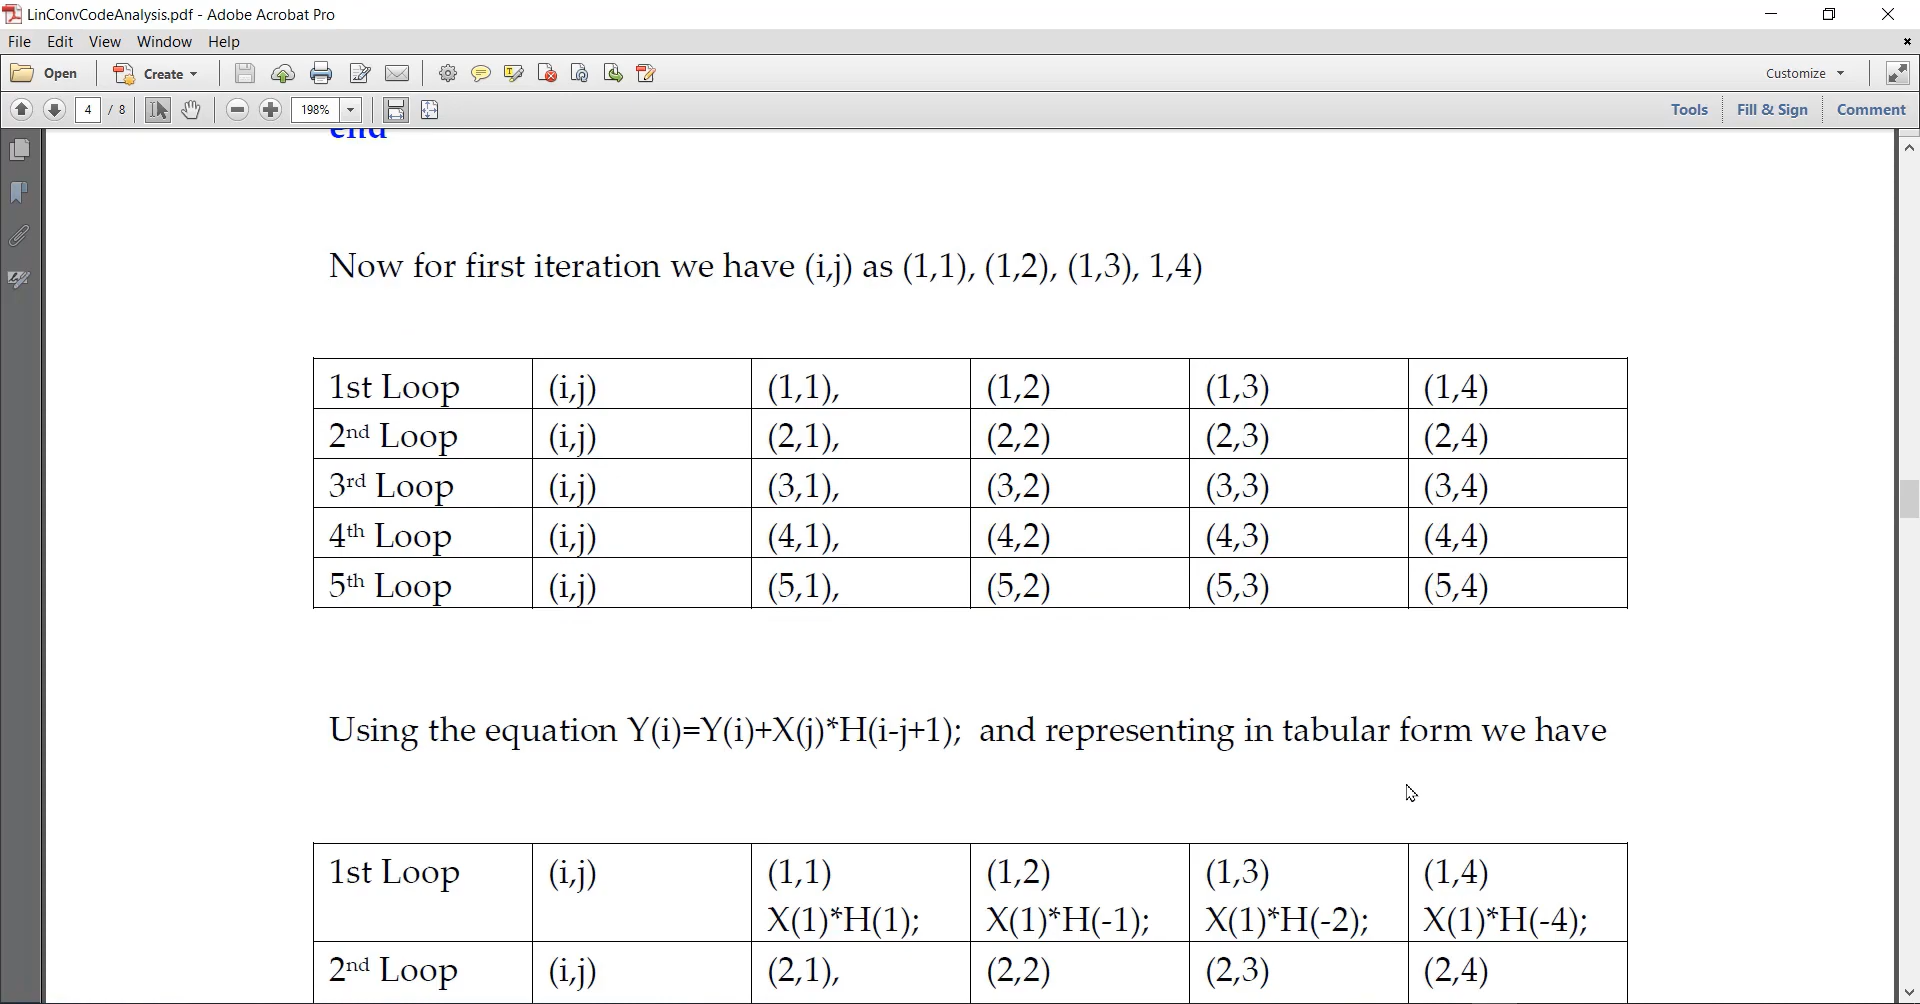 LinConvCodeAnalysis.pdf - Adobe Acrobat Pro
File Edit View Window Help
Open Create Customize
4 / 8 198% Tools Fill & Sign Comment
end
Now for first iteration we have (i,j) as (1,1), (1,2), (1,3), 1,4)
1st Loop (i,j) (1,1), (1,2) (1,3) (1,4)
2nd Loop (i,j) (2,1), (2,2) (2,3) (2,4)
3rd Loop (i,j) (3,1), (3,2) (3,3) (3,4)
4th Loop (i,j) (4,1), (4,2) (4,3) (4,4)
5th Loop (i,j) (5,1), (5,2) (5,3) (5,4)
Using the equation Y(i)=Y(i)+X(j)*H(i-j+1); and representing in tabular form we have
1st Loop (i,j) (1,1) (1,2) (1,3) (1,4)
X(1)*H(1); X(1)*H(-1); X(1)*H(-2); X(1)*H(-4);
2nd Loop (i,j) (2,1), (2,2) (2,3) (2,4)